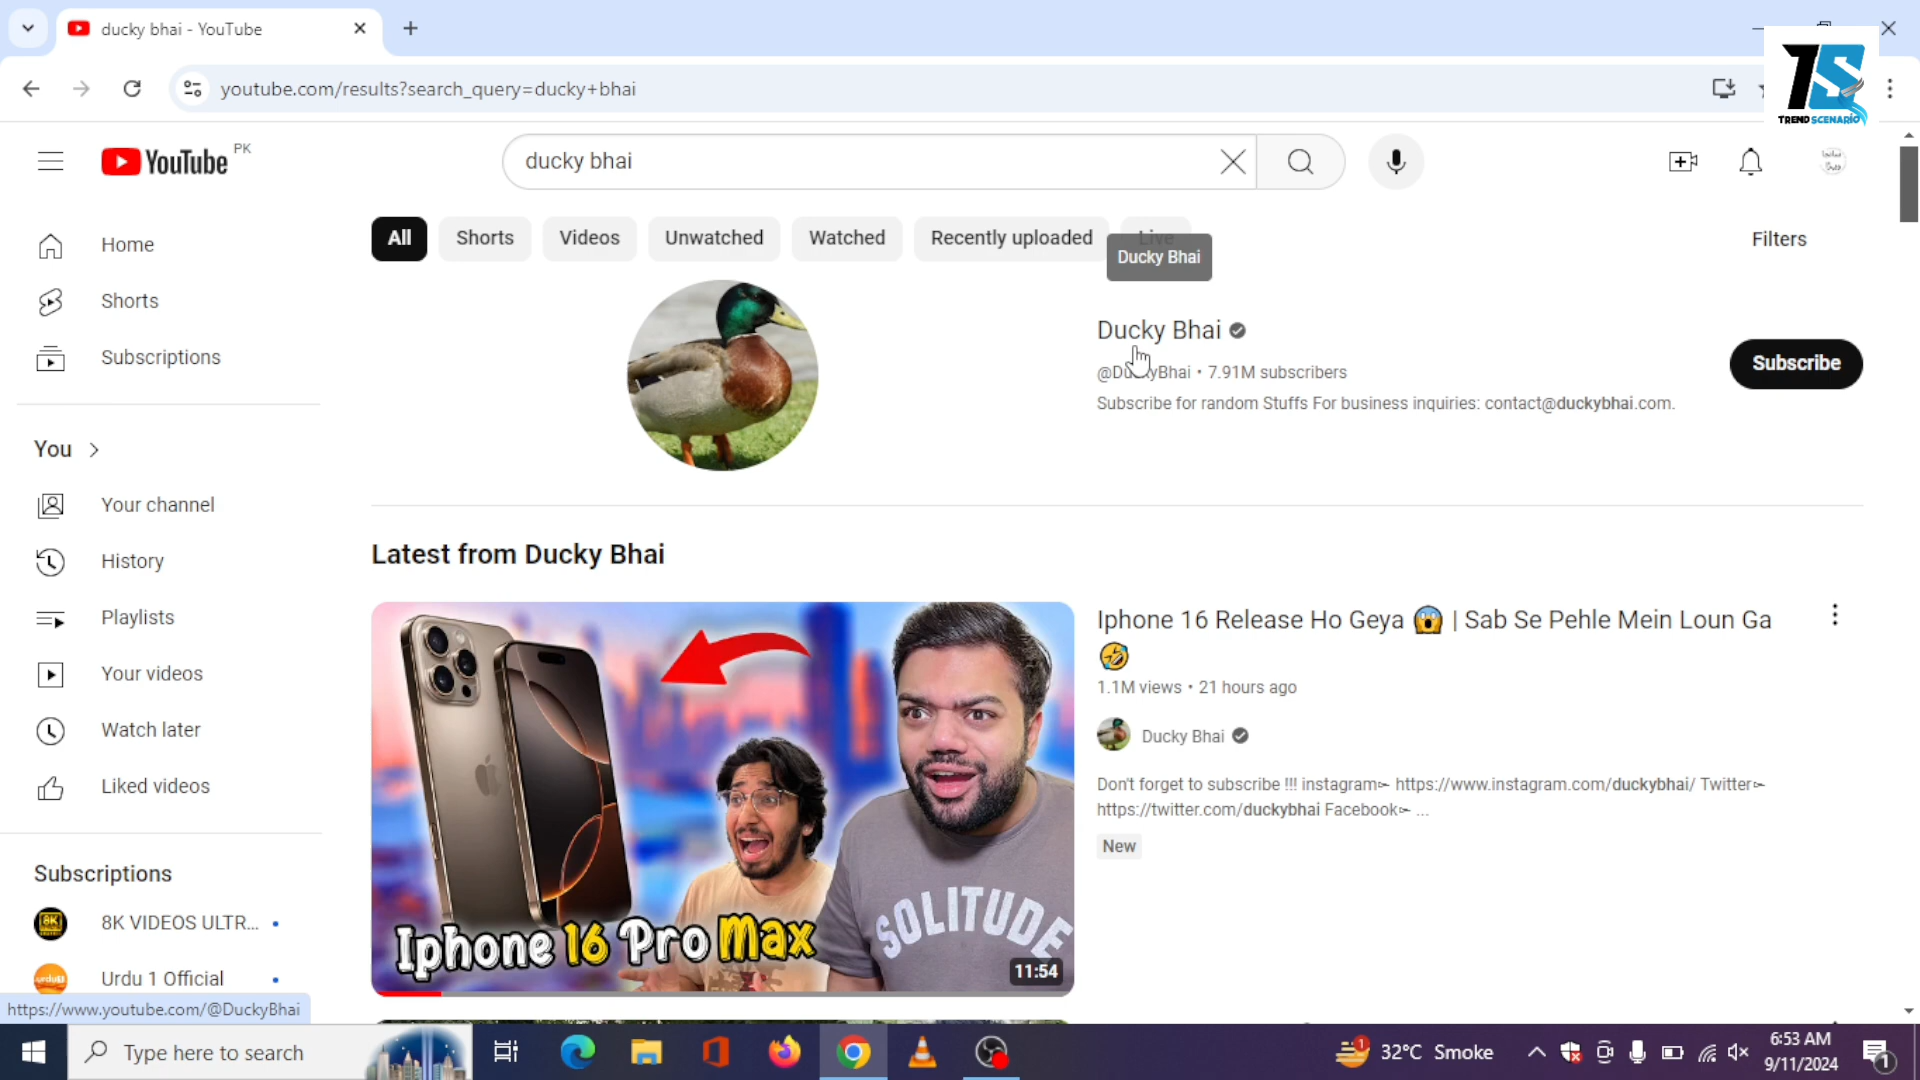 ducky bhai - YouTube
youtube.com/results?search_query=ducky+bhai
TREND SCENARIO
YouTube PK
ducky bhai
Home
Shorts
Subscriptions
You
Your channel
History
Playlists
Your videos
Watch later
Liked videos
Subscriptions
8K VIDEOS ULTR...
Urdu 1 Official
https://www.youtube.com/@DuckyBhai
All
Shorts
Videos
Unwatched
Watched
Recently uploaded
Live
Filters
Ducky Bhai
Ducky Bhai
@DuckyBhai • 7.91M subscribers
Subscribe for random Stuffs For business inquiries: contact@duckybhai.com.
Subscribe
Latest from Ducky Bhai
SOLITUDE
Iphone 16 Pro Max
11:54
Iphone 16 Release Ho Geya 😱 | Sab Se Pehle Mein Loun Ga
🤣
1.1M views • 21 hours ago
Ducky Bhai
Don't forget to subscribe !!! instagram► https://www.instagram.com/duckybhai/ Twitter►
https://twitter.com/duckybhai Facebook► ...
New
Type here to search
32°C Smoke
6:53 AM
9/11/2024